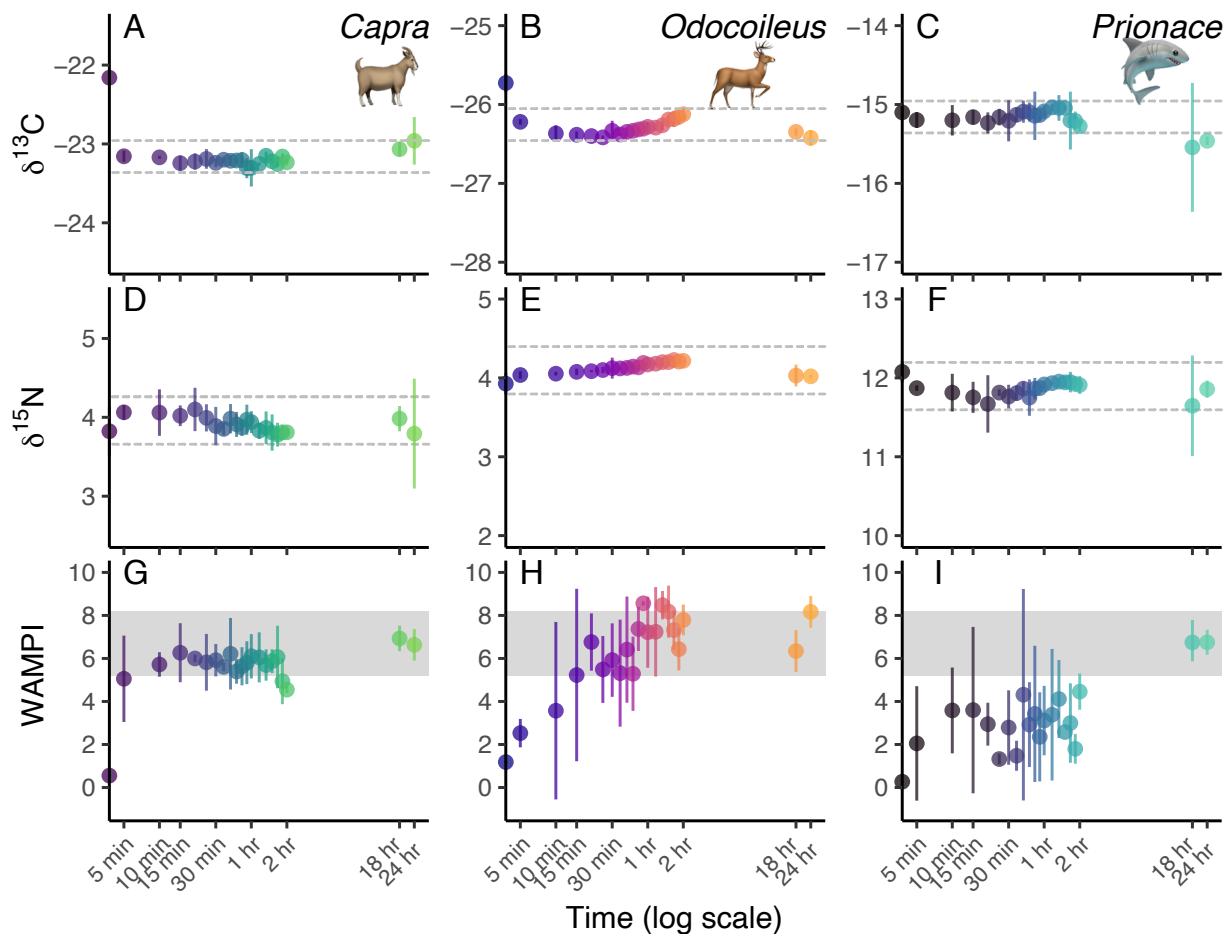 A Capra
B Odocoileus
C Prionace
δ13C
−22
−23
−24
−25
−26
−27
−28
−14
−15
−16
−17
D
E
F
δ15N
5
4
3
5
4
3
2
13
12
11
10
G
H
I
WAMPI
10
8
6
4
2
0
10
8
6
4
2
0
10
8
6
4
2
0
5 min 10 min 15 min 30 min 1 hr 2 hr 18 hr 24 hr
5 min 10 min 15 min 30 min 1 hr 2 hr 18 hr 24 hr
5 min 10 min 15 min 30 min 1 hr 2 hr 18 hr 24 hr
Time (log scale)